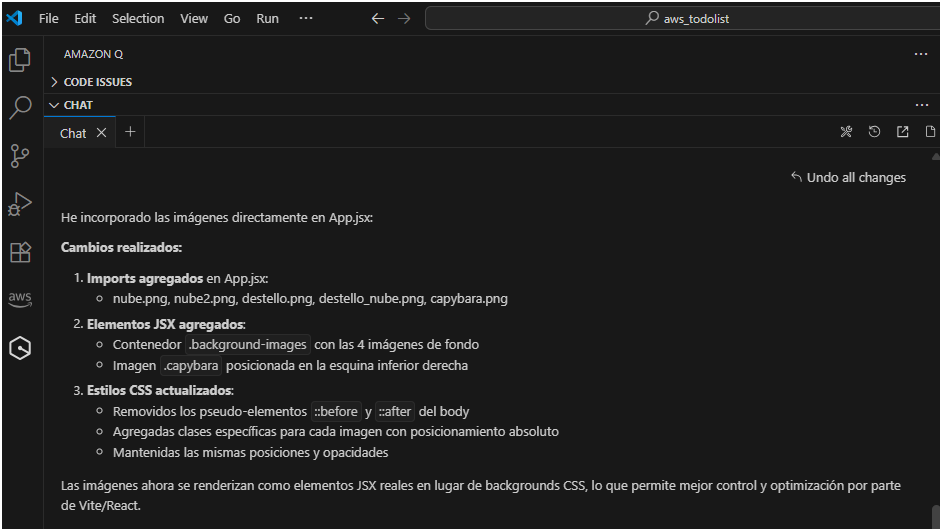 File Edit Selection View Go Run ··· aws_todolist
AMAZON Q ···
CODE ISSUES
CHAT ···
Chat
Undo all changes
He incorporado las imágenes directamente en App.jsx:
Cambios realizados:
1. Imports agregados en App.jsx:
nube.png, nube2.png, destello.png, destello_nube.png, capybara.png
2. Elementos JSX agregados:
Contenedor .background-images con las 4 imágenes de fondo
Imagen .capybara posicionada en la esquina inferior derecha
3. Estilos CSS actualizados:
Removidos los pseudo-elementos ::before y ::after del body
Agregadas clases específicas para cada imagen con posicionamiento absoluto
Mantenidas las mismas posiciones y opacidades
Las imágenes ahora se renderizan como elementos JSX reales en lugar de backgrounds CSS, lo que permite mejor control y optimización por parte
de Vite/React.
aws